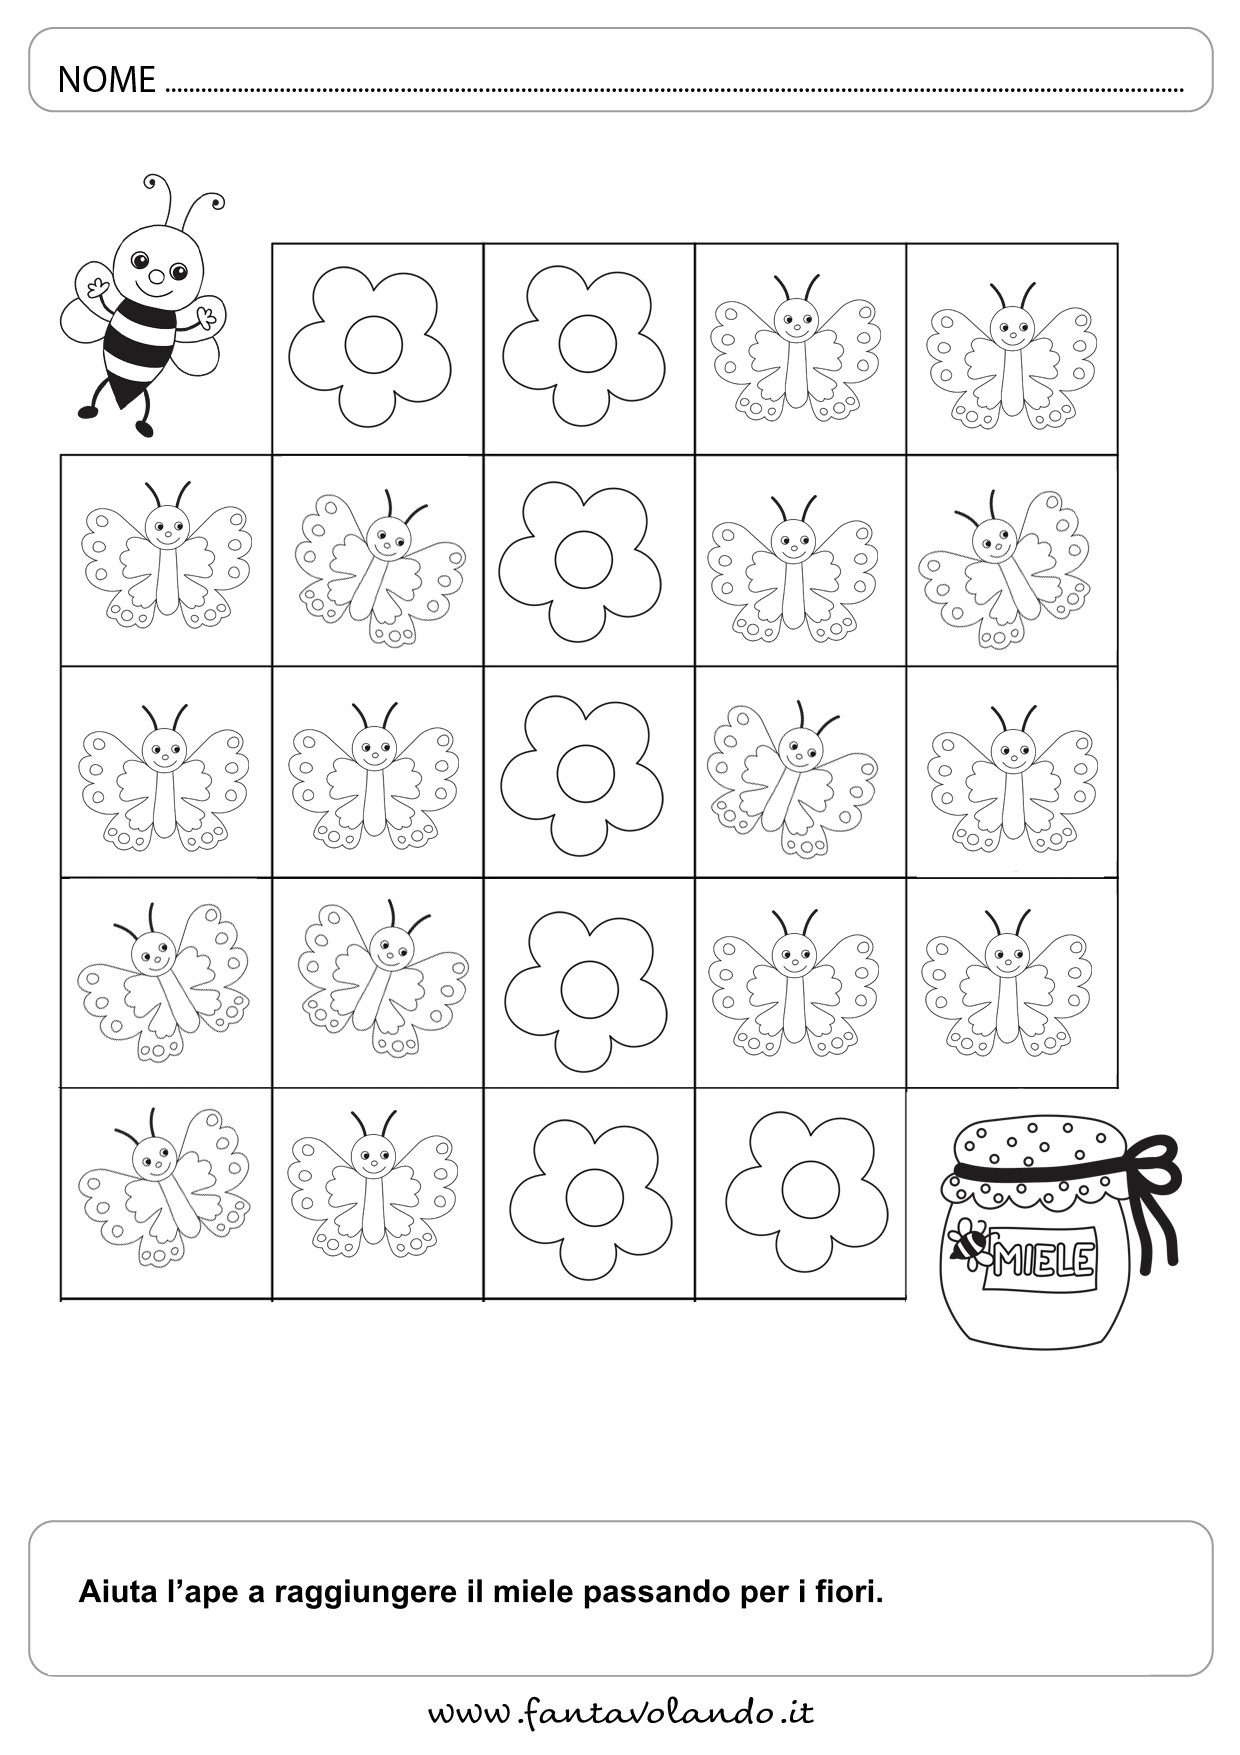 NOME ..........................................................................................................................................................................
MIELE
Aiuta l’ape a raggiungere il miele passando per i fiori.
www.fantavolando.it